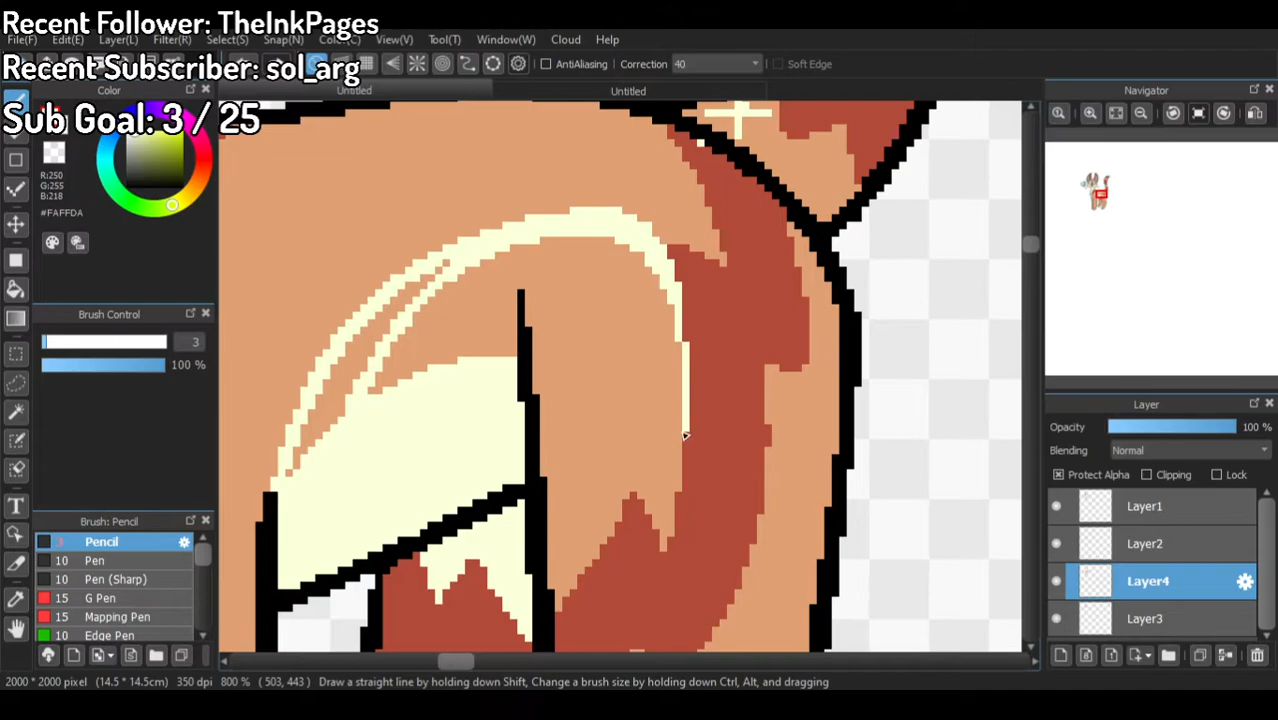 Recent Follower: TheInkPages
File(F) Edit(E) Layer(L) Filter(R) Select(S) Snap(N) View(V) Tool(T) Window(W) Cloud Help
Recent Subscriber: sol_arg
AntiAliasing Correction 40 Soft Edge
Color Untitled Untitled Navigator
Sub Goal: 3 / 25
R:250
G:255
B:218
#FAFFDA
Brush Control
3
100 %
Layer
Opacity 100 %
Blending Normal
Protect Alpha Clipping Lock
Layer1
Layer2
Layer4
Layer3
Brush: Pencil
3 Pencil
10 Pen
10 Pen (Sharp)
15 G Pen
15 Mapping Pen
10 Edge Pen
2000 * 2000 pixel (14.5 * 14.5cm) 350 dpi 800 % ( 503, 443 ) Draw a straight line by holding down Shift, Change a brush size by holding down Ctrl, Alt, and dragging